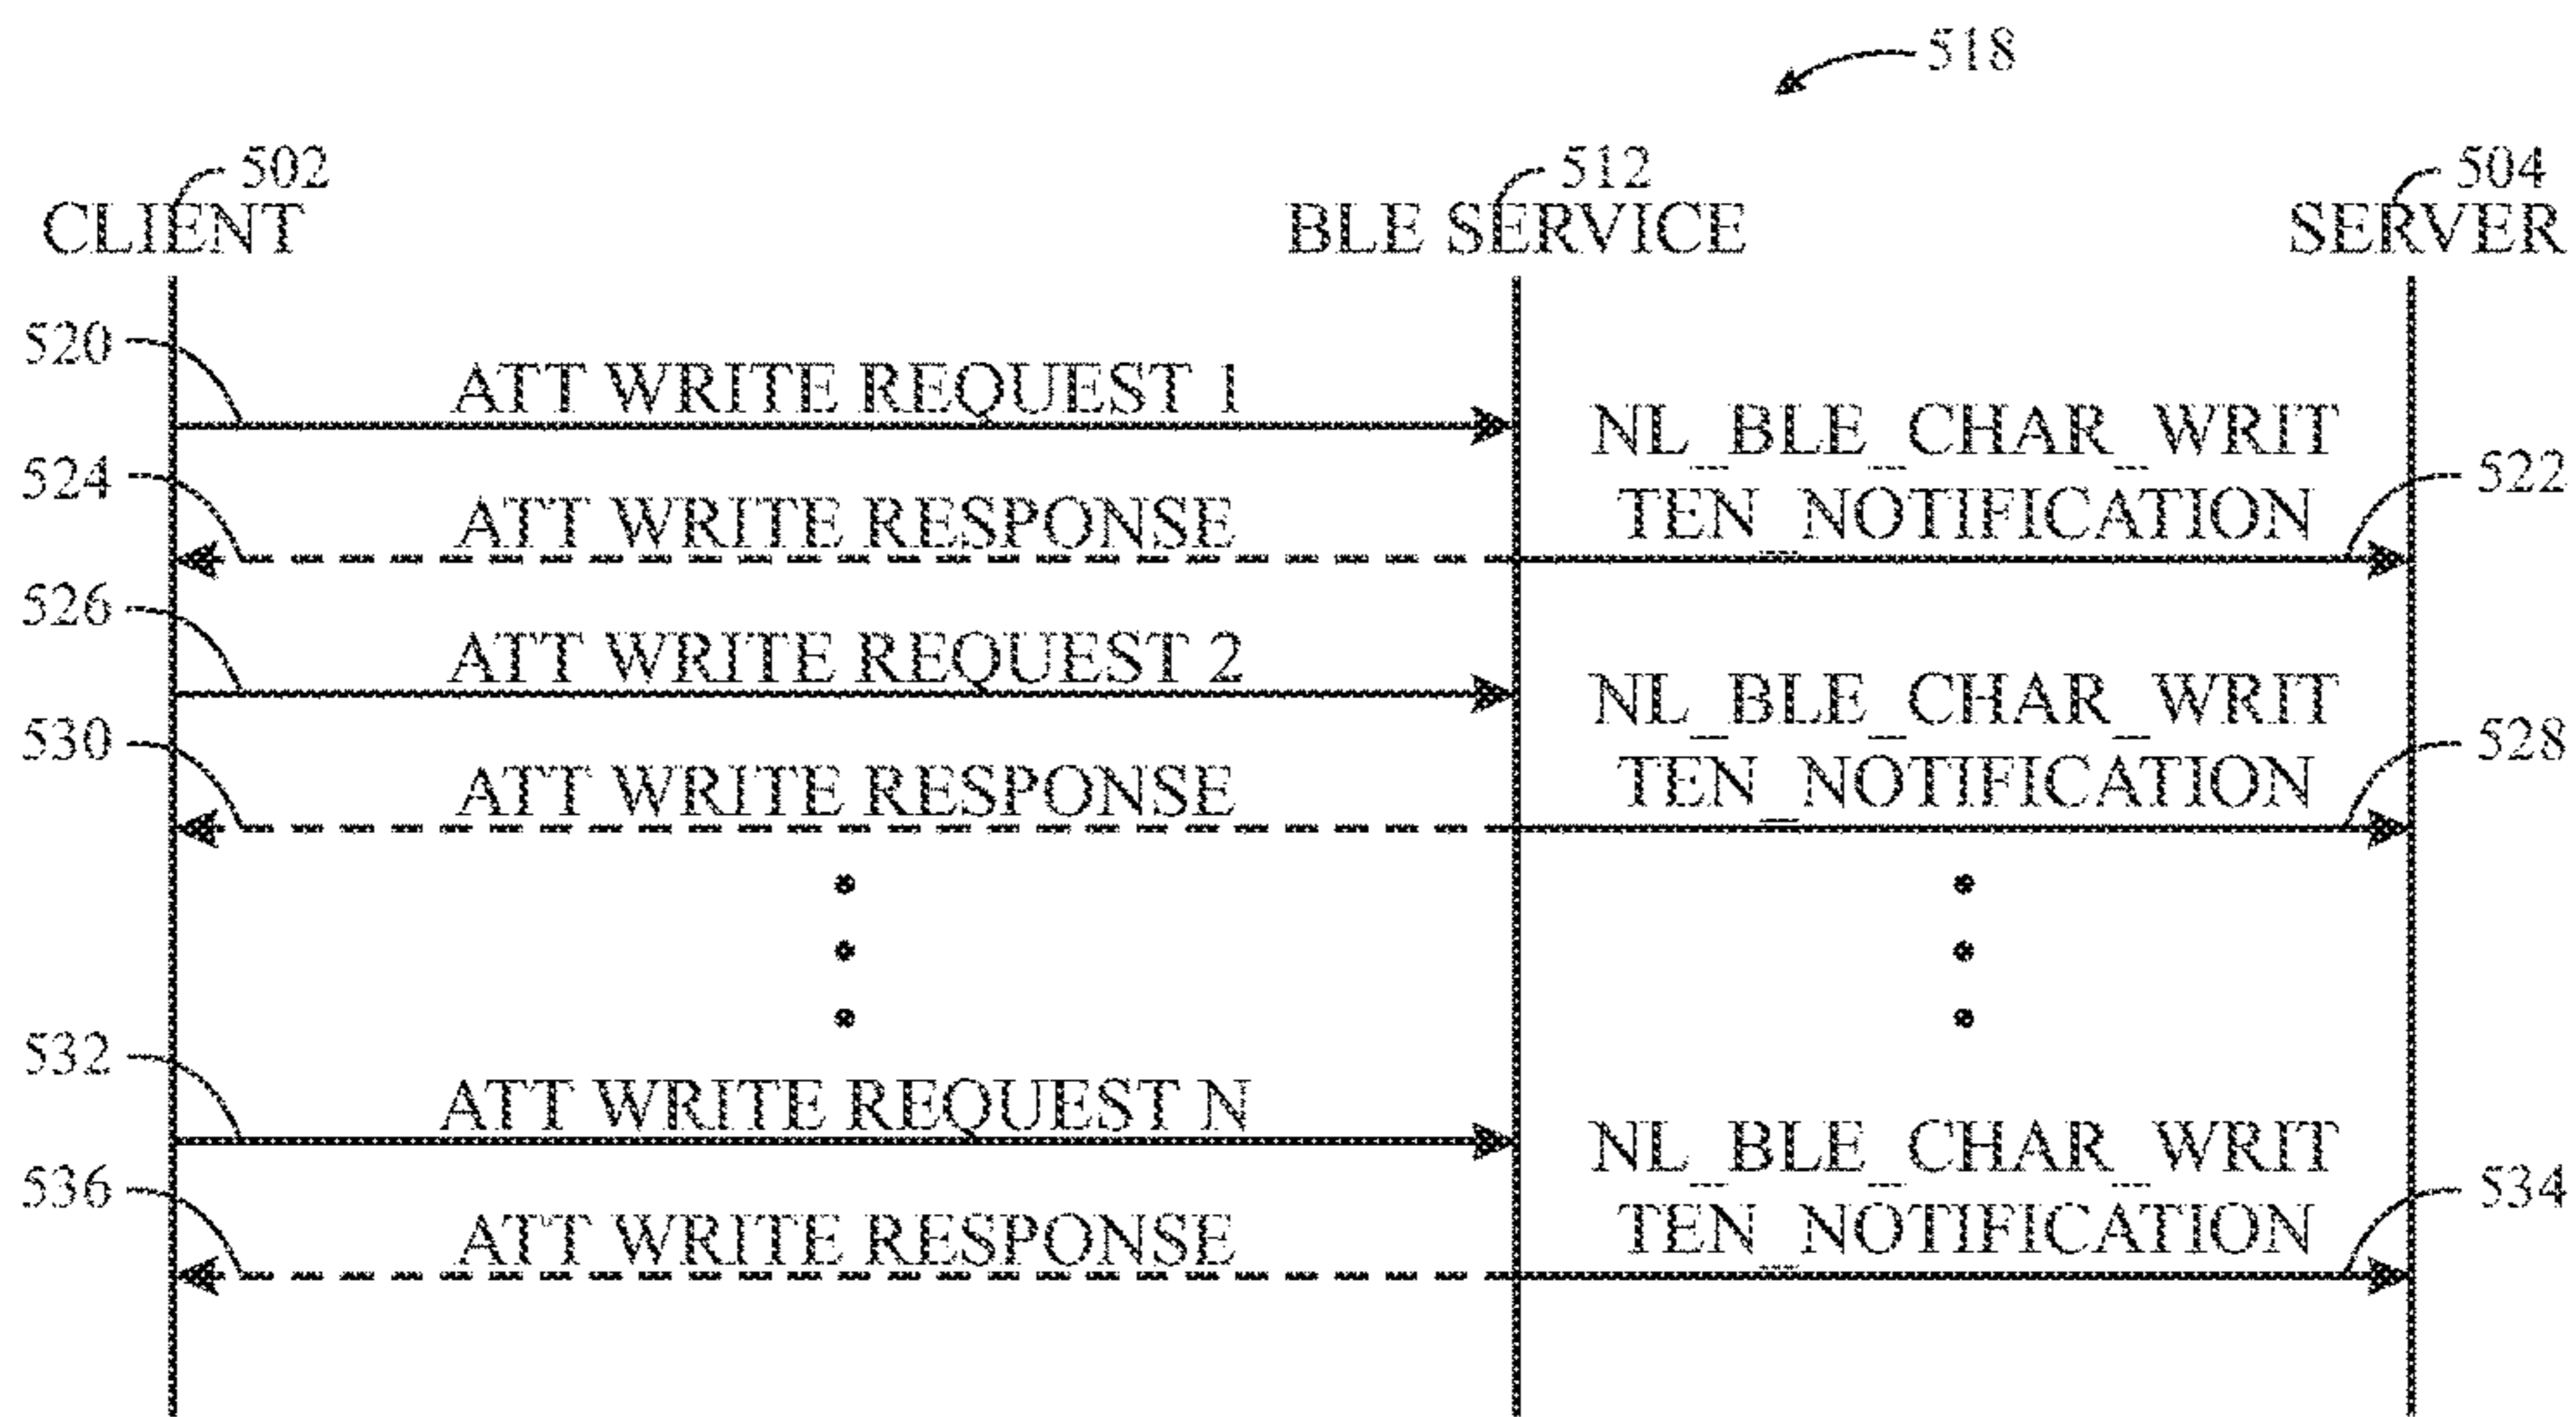 518
502
512
504
CLIENT
BLE SERVICE
SERVER
520
ATT WRITE REQUEST 1
NL_BLE_CHAR_WRIT
524
522
ATT WRITE RESPONSE
TEN_NOTIFICATION
526
ATT WRITE REQUEST 2
NL_BLE_CHAR_WRIT
530
528
ATT WRITE RESPONSE
TEN_NOTIFICATION
532
ATT WRITE REQUEST N
NL_BLE_CHAR_WRIT
536
534
ATT WRITE RESPONSE
TEN_NOTIFICATION